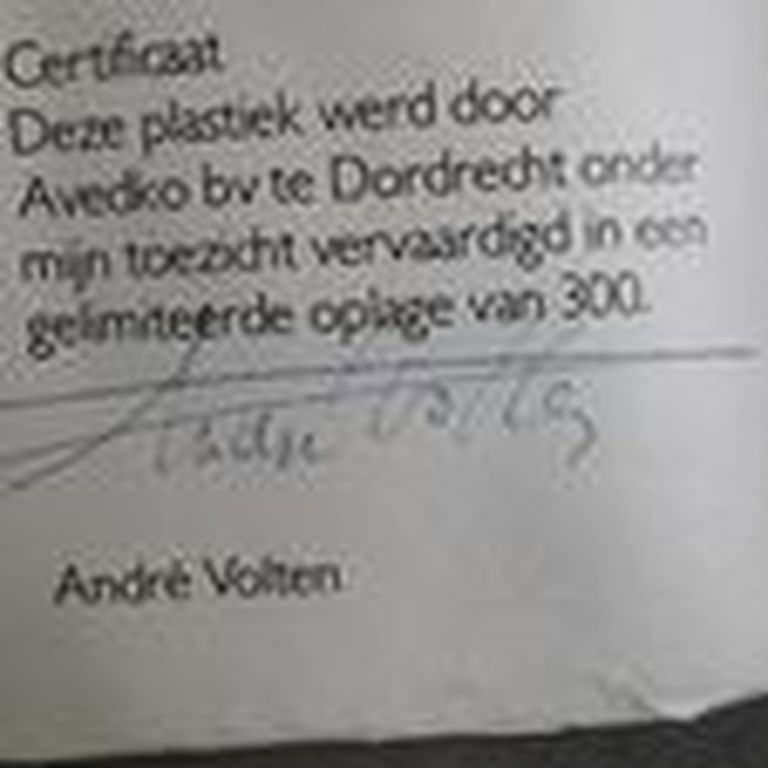 Certificaat
Deze plastiek werd door
Avedko bv te Dordrecht onder
mijn toezicht vervaardigd in een
gelimiteerde oplage van 300.
André Volten